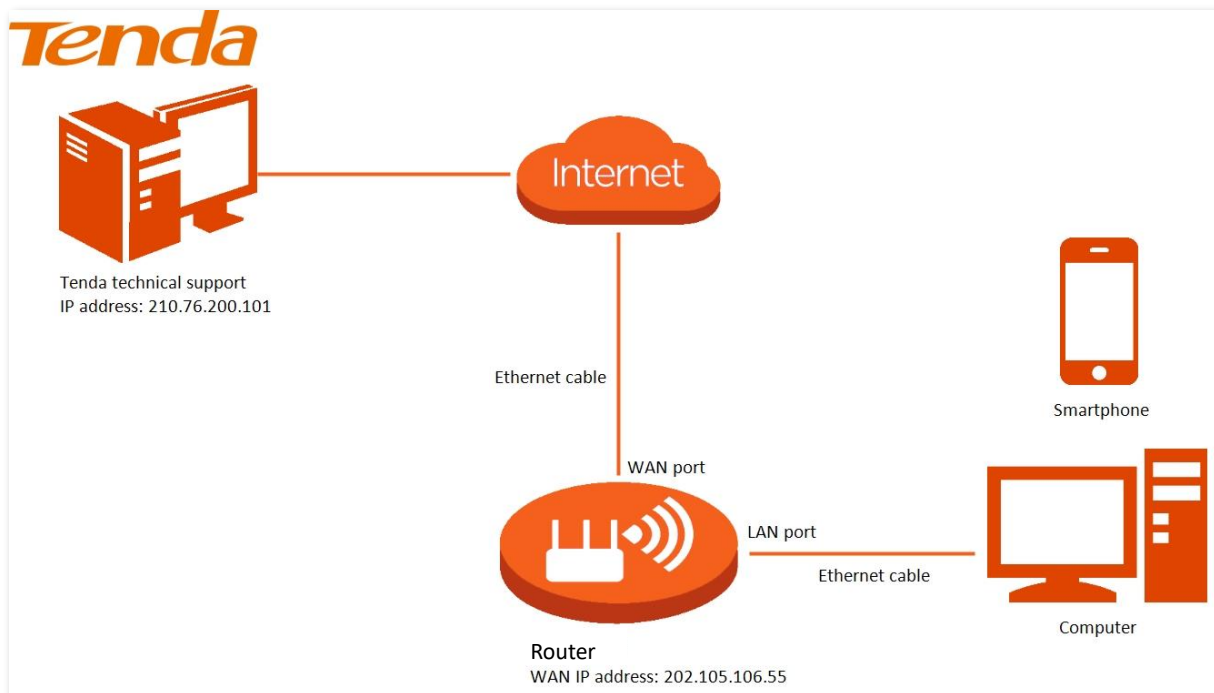 Tenda
Internet
Tenda technical support
IP address: 210.76.200.101
Ethernet cable
Smartphone
WAN port
LAN port
Ethernet cable
Computer
Router
WAN IP address: 202.105.106.55